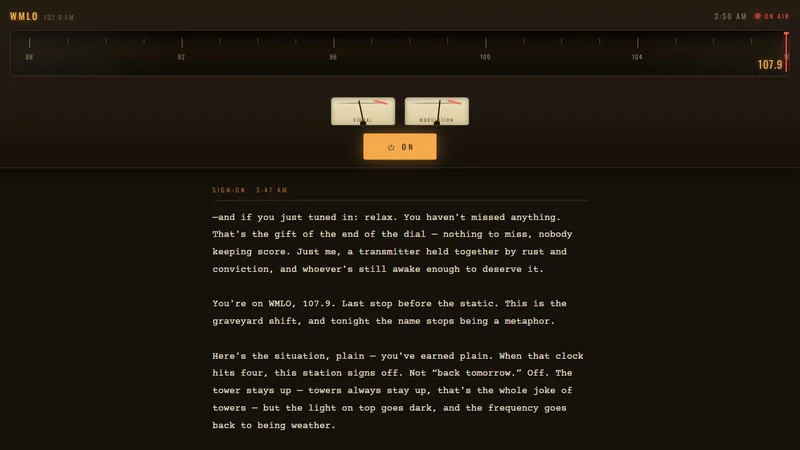 WMLO 107.9 FM
3:50 AM ON AIR
88 92 96 100 104
107.9
SIGNAL MODULATION
ON
SIGN-ON · 3:47 AM
—and if you just tuned in: relax. You haven't missed anything.
That's the gift of the end of the dial — nothing to miss, nobody
keeping score. Just me, a transmitter held together by rust and
conviction, and whoever's still awake enough to deserve it.
You're on WMLO, 107.9. Last stop before the static. This is the
graveyard shift, and tonight the name stops being a metaphor.
Here's the situation, plain — you've earned plain. When that clock
hits four, this station signs off. Not “back tomorrow.” Off. The
tower stays up — towers always stay up, that's the whole joke of
towers — but the light on top goes dark, and the frequency goes
back to being weather.